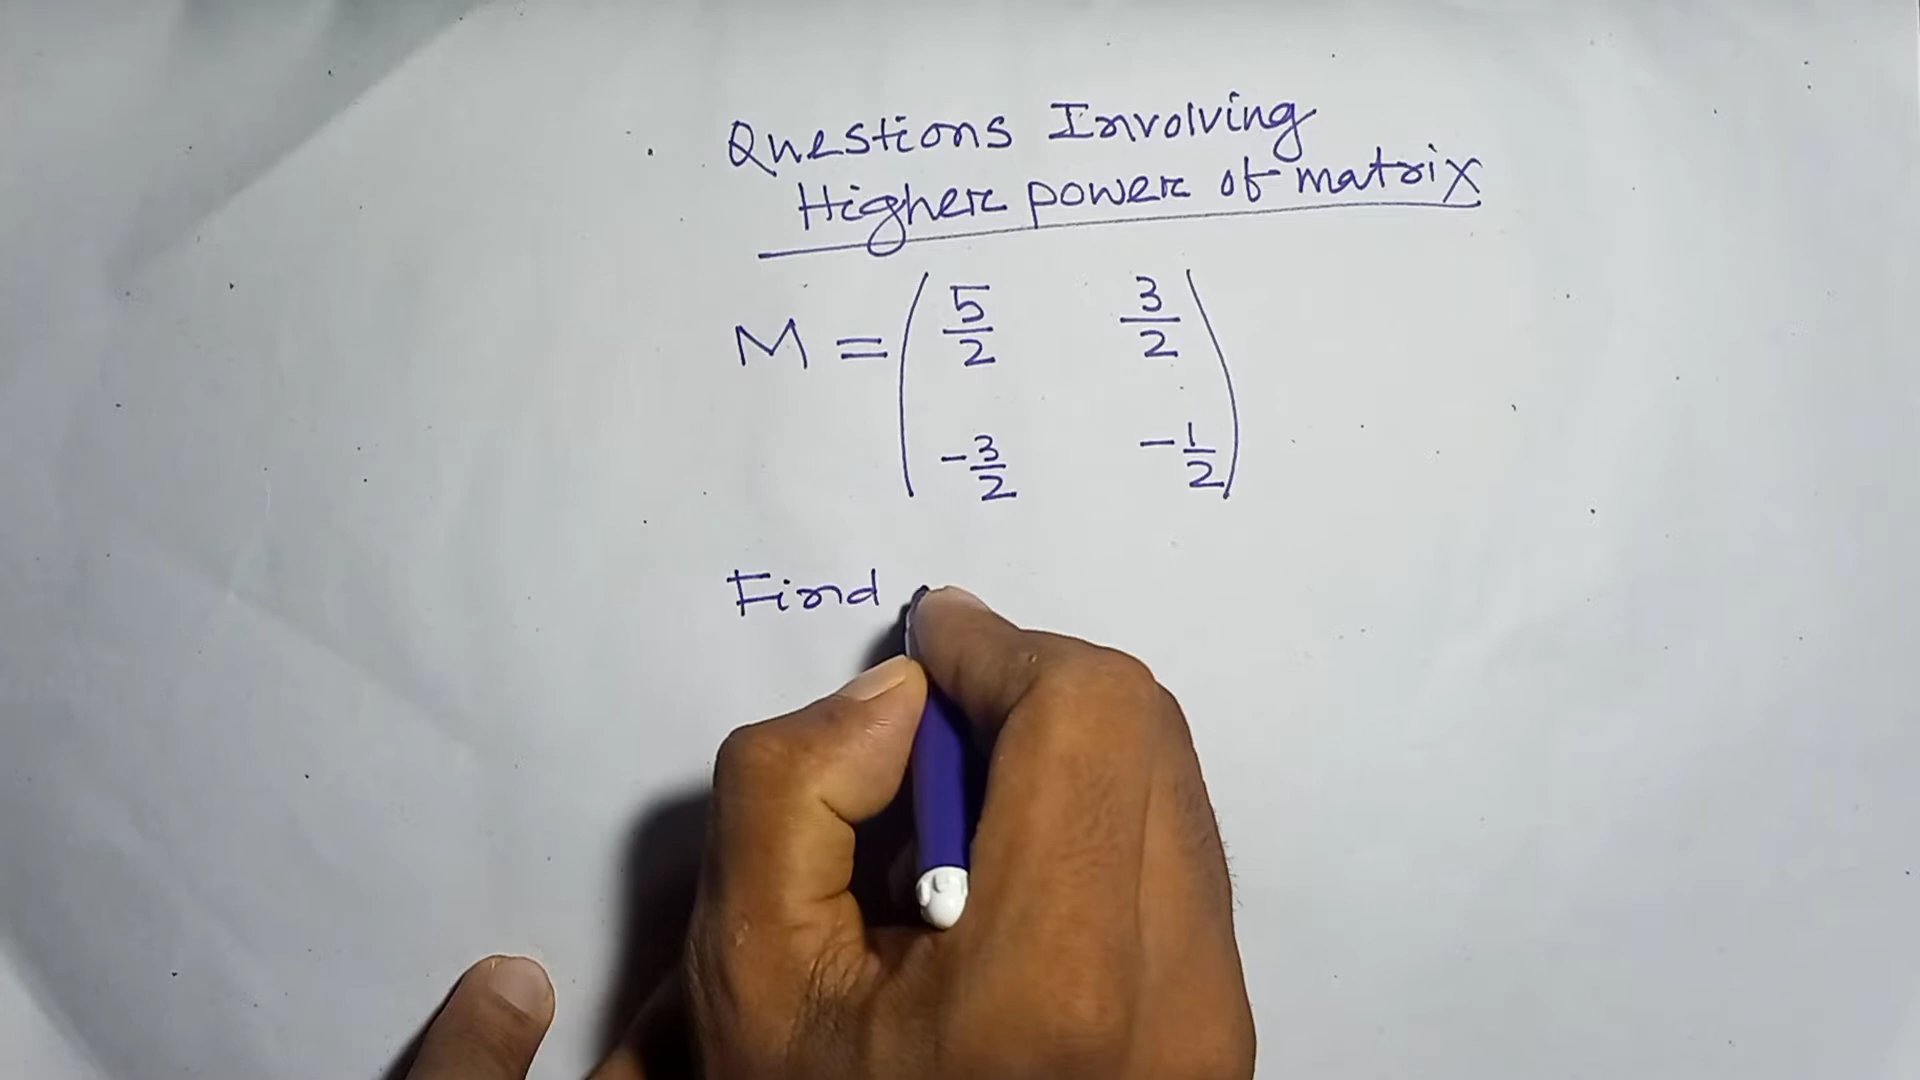 Questions Involving
Higher power of matrix
M = ( 5/2 3/2
-3/2 -1/2 )
Find